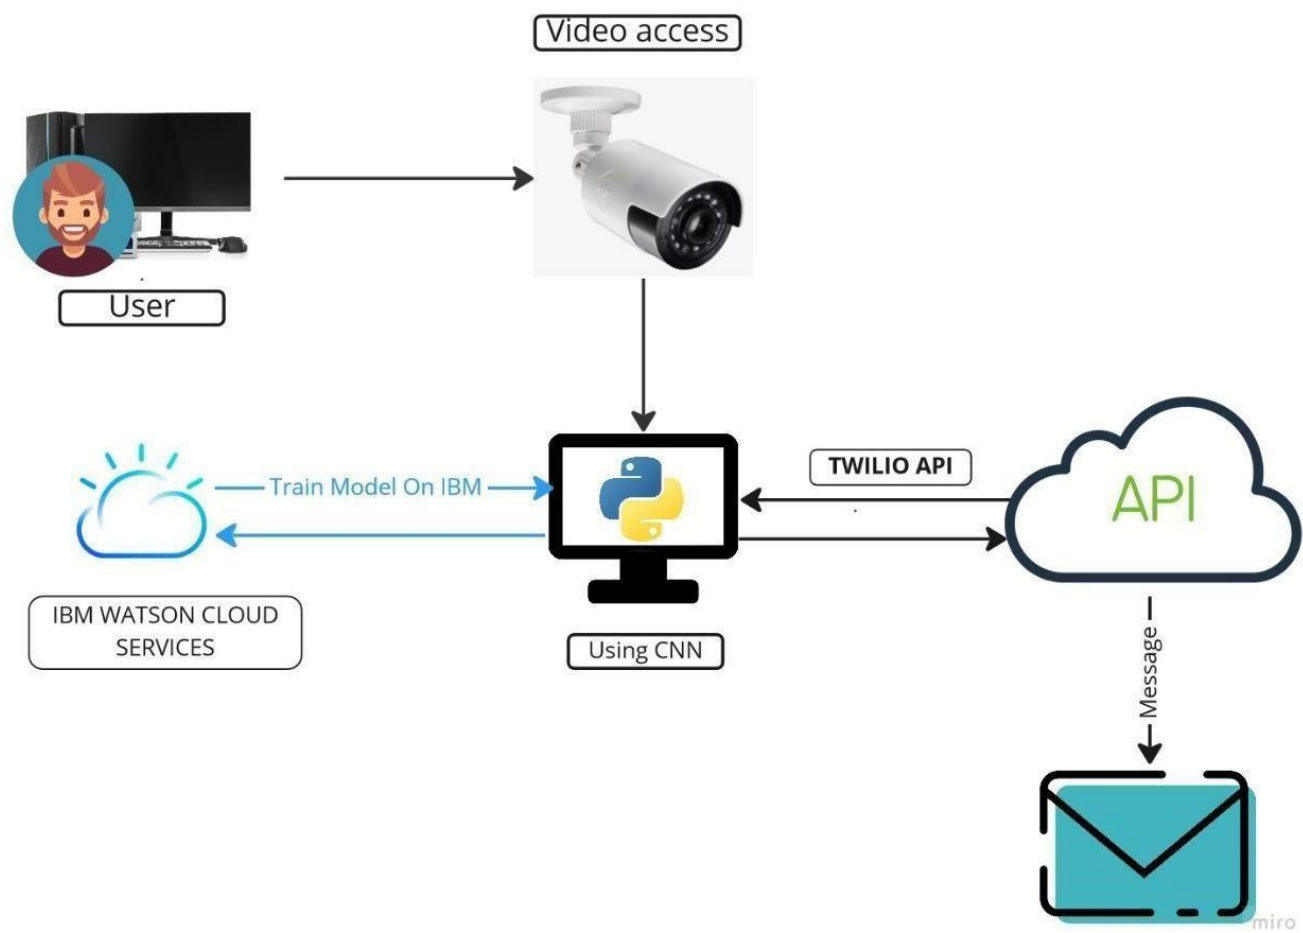 Video access
User
TWILIO API
API
Train Model On IBM
IBM WATSON CLOUD
SERVICES
Using CNN
Message
miro